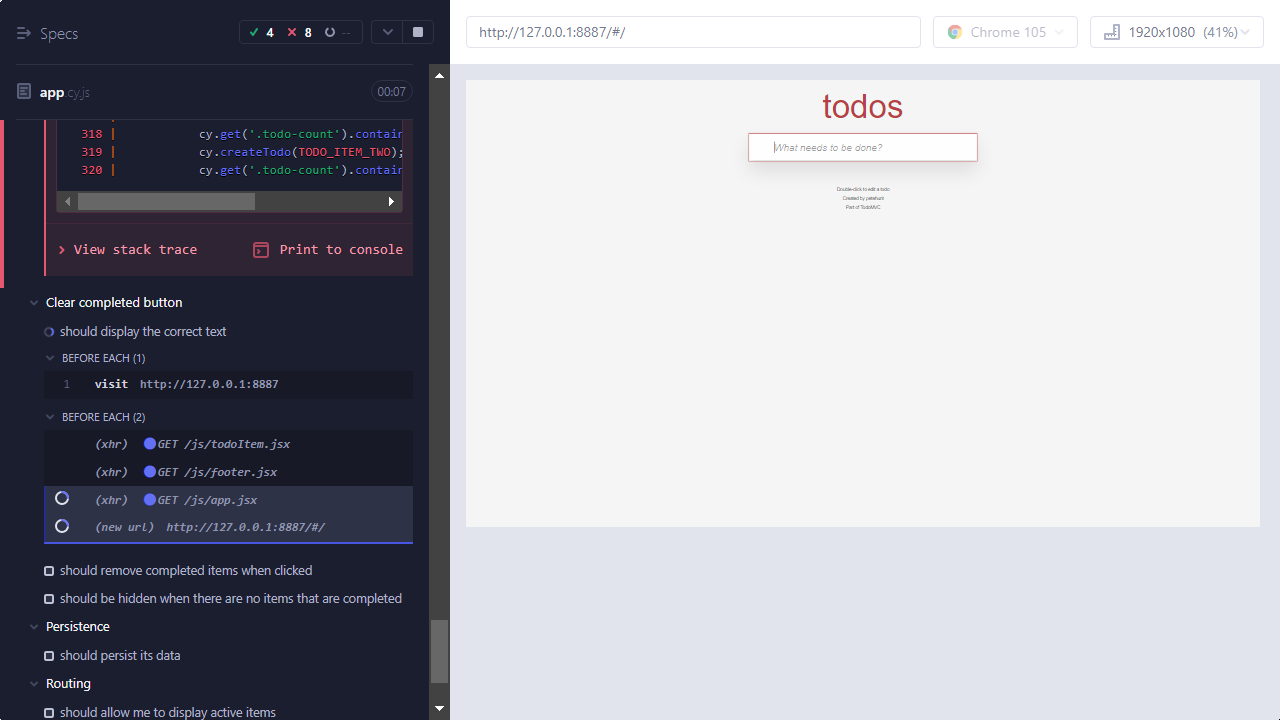 Specs
4
8
--
app.cy.js
00:07
318 | cy.get('.todo-count').contain
319 | cy.createTodo(TODO_ITEM_TWO);
320 | cy.get('.todo-count').contain
View stack trace
Print to console
Clear completed button
should display the correct text
BEFORE EACH (1)
1 visit http://127.0.0.1:8887
BEFORE EACH (2)
(xhr) GET /js/todoItem.jsx
(xhr) GET /js/footer.jsx
(xhr) GET /js/app.jsx
(new url) http://127.0.0.1:8887/#/
should remove completed items when clicked
should be hidden when there are no items that are completed
Persistence
should persist its data
Routing
should allow me to display active items
http://127.0.0.1:8887/#/
Chrome 105
1920x1080 (41%)
todos
What needs to be done?
Double-click to edit a todo
Created by petehunt
Part of TodoMVC